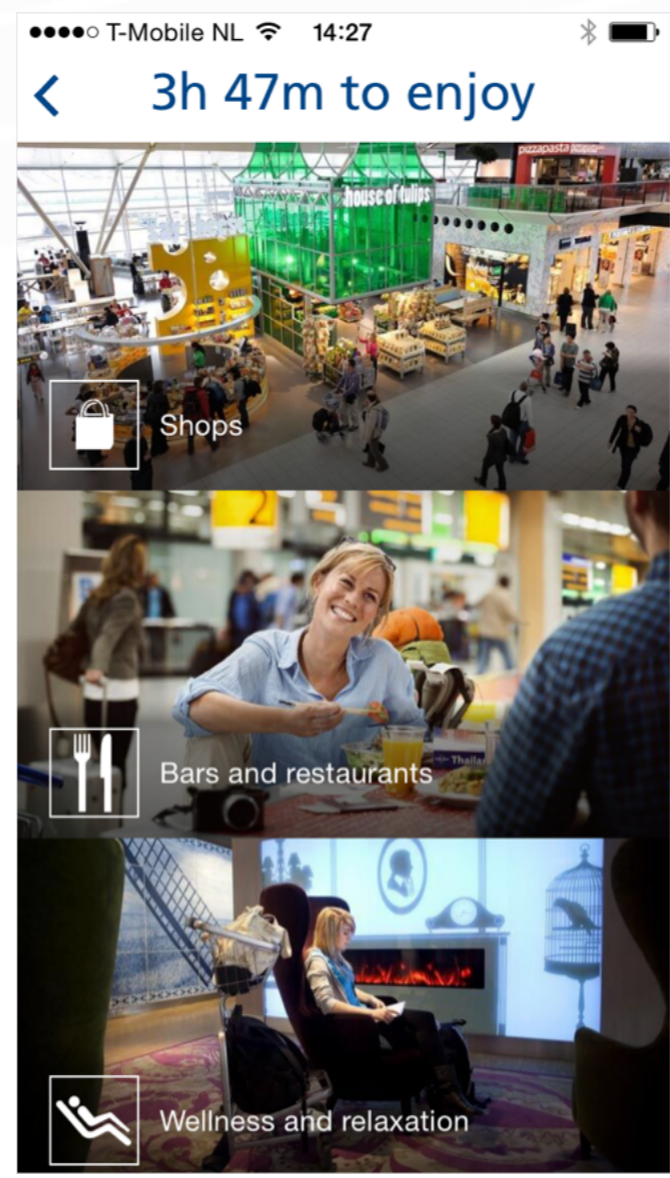 T-Mobile NL 14:27
3h 47m to enjoy
pizzapasta
house of tulips
Shops
Bars and restaurants
Thailan
Wellness and relaxation